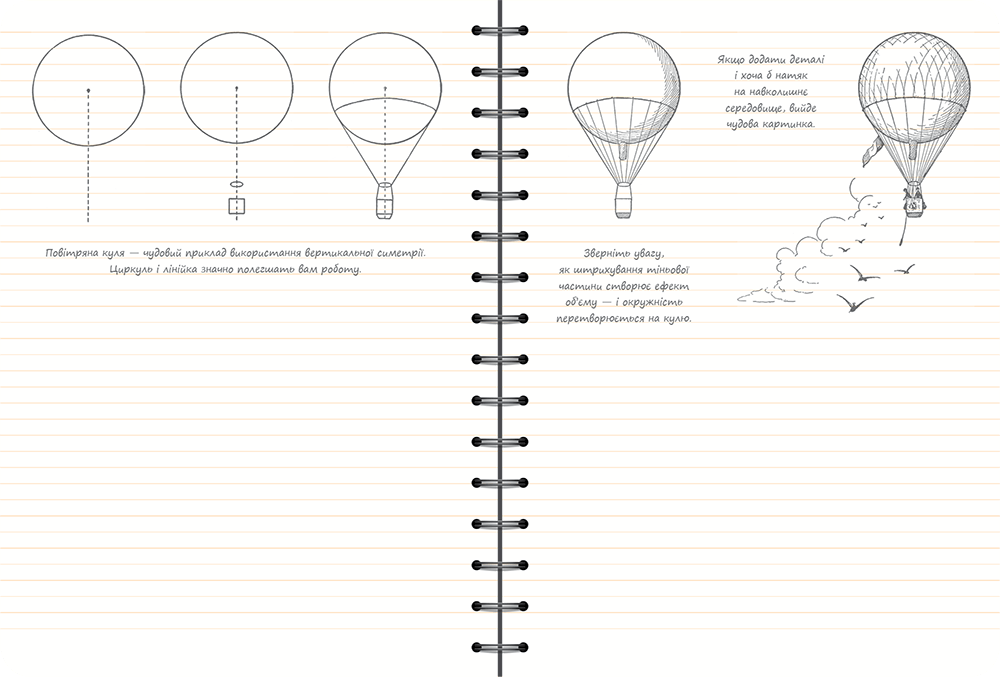 Повітряна куля — чудовий приклад використання вертикальної симетрії.
Циркуль і лінійка значно полегшать вам роботу.
Зверніть увагу,
як штрихування тіньової
частини створює ефект
об'єму — і окружність
перетворюється на кулю.
Якщо додати деталі
і хоча б натяк
на навколишнє
середовище, вийде
чудова картинка.